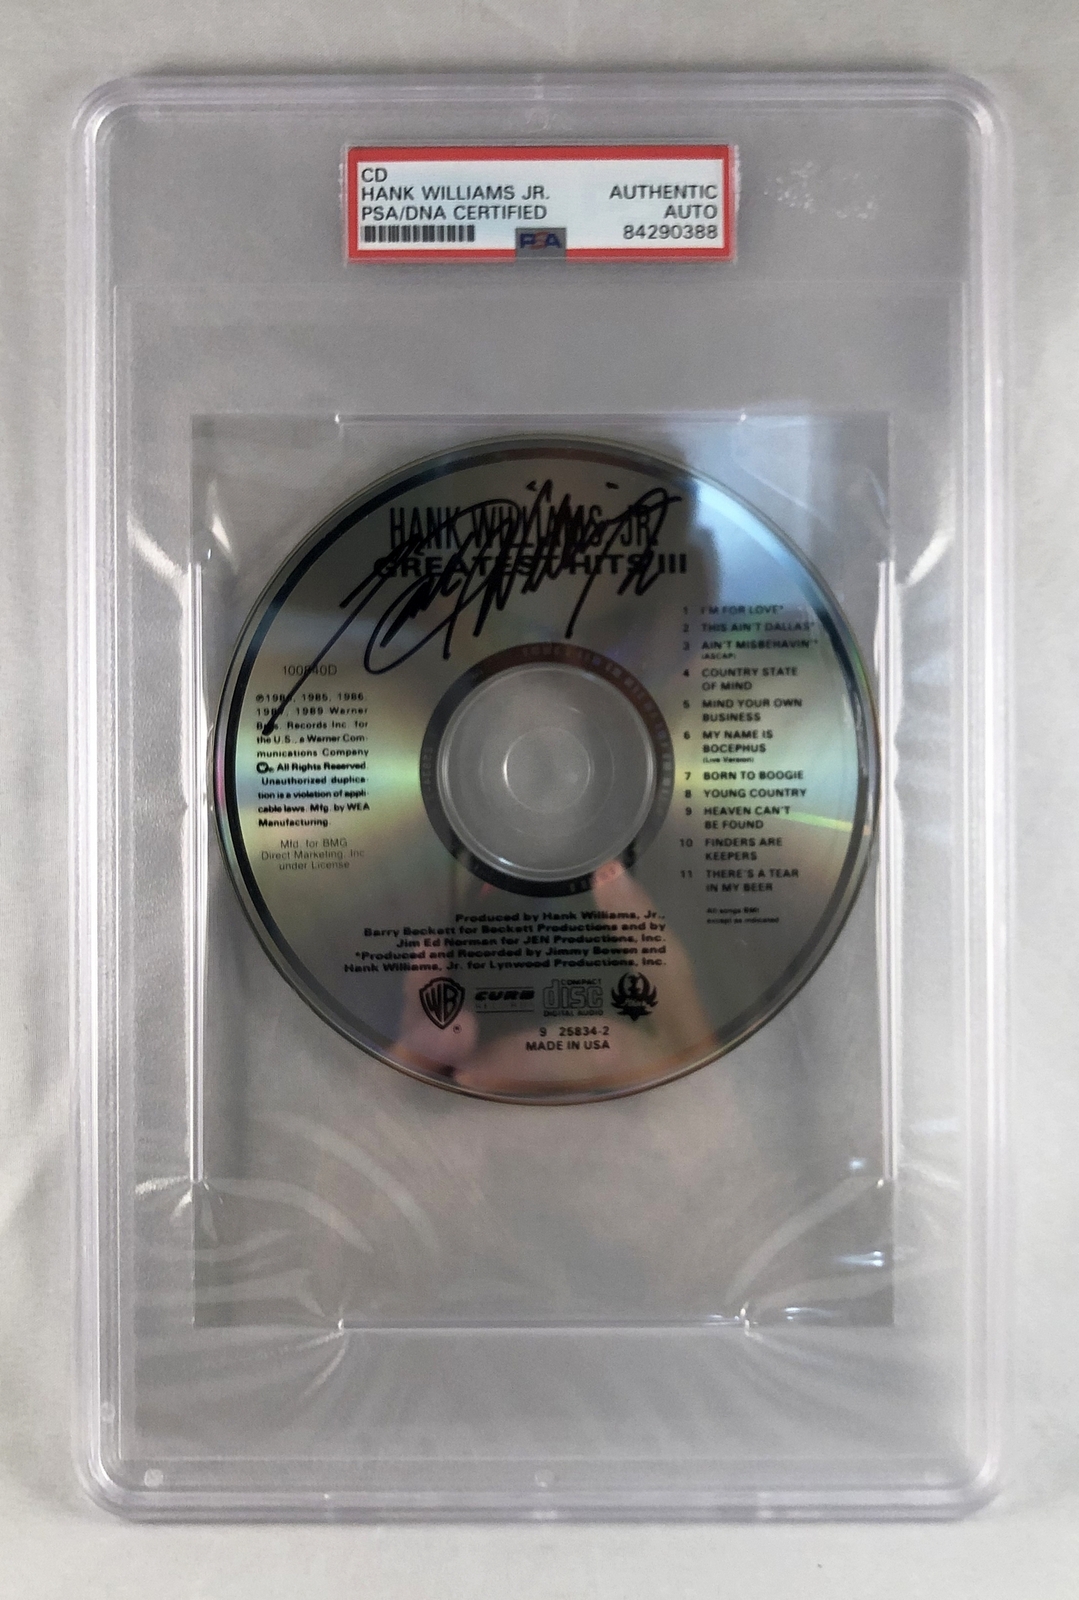 CD
HANK WILLIAMS JR.
PSA/DNA CERTIFIED
AUTHENTIC
AUTO
84290388
PSA
HANK WILLIAMS JR.
GREATEST HITS III
1 I'M FOR LOVE*
2 THIS AIN'T DALLAS*
3 AIN'T MISBEHAVIN'*
(ASCAP)
4 COUNTRY STATE
OF MIND
5 MIND YOUR OWN
BUSINESS
6 MY NAME IS
BOCEPHUS
(Live Version)
7 BORN TO BOOGIE
8 YOUNG COUNTRY
9 HEAVEN CAN'T
BE FOUND
10 FINDERS ARE
KEEPERS
11 THERE'S A TEAR
IN MY BEER
All songs BMI
except as indicated
1985, 1986,
1989 Warner
Bros. Records Inc. for
the U.S., a Warner Com-
munications Company
All Rights Reserved.
Unauthorized duplica-
tion is a violation of appli-
cable laws. Mfg. by WEA
Manufacturing.
Mfd. for BMG
Direct Marketing, Inc.
under License
Produced by Hank Williams, Jr.,
Barry Beckett for Beckett Productions and by
Jim Ed Norman for JEN Productions, Inc.
*Produced and Recorded by Jimmy Bowen and
Hank Williams, Jr. for Lynwood Productions, Inc.
WB
CURB
RECORDS
COMPACT
disc
DIGITAL AUDIO
9 25834-2
MADE IN USA